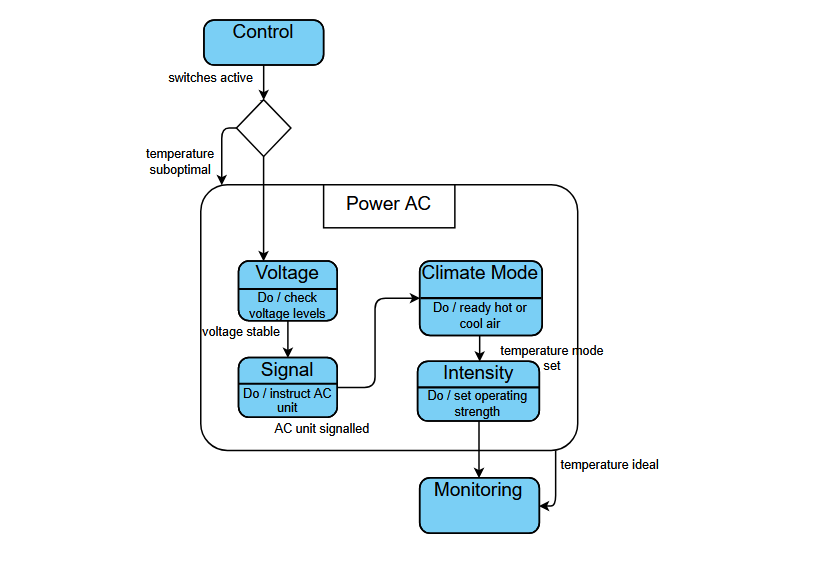 Control
switches active
temperature
suboptimal
Power AC
Voltage
Do / check
voltage levels
voltage stable
Signal
Do / instruct AC
unit
AC unit signalled
Climate Mode
Do / ready hot or
cool air
temperature mode
set
Intensity
Do / set operating
strength
temperature ideal
Monitoring